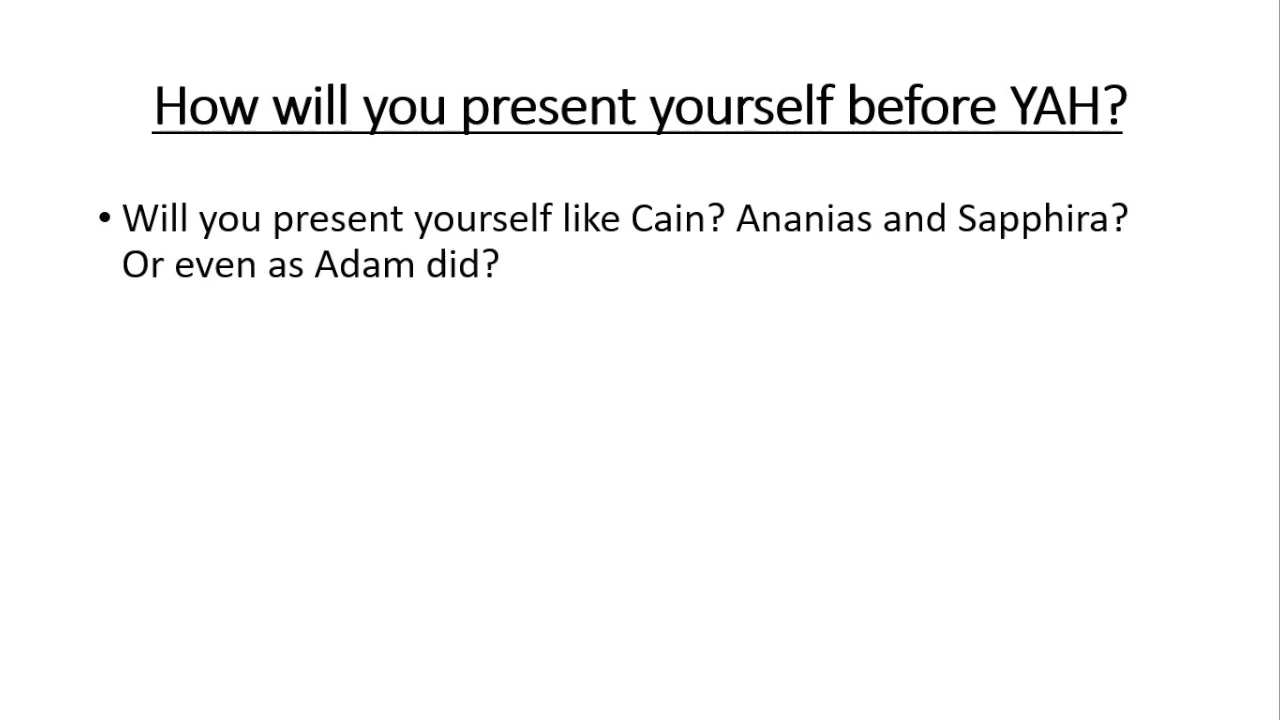 How will you present yourself before YAH?
• Will you present yourself like Cain? Ananias and Sapphira?
Or even as Adam did?